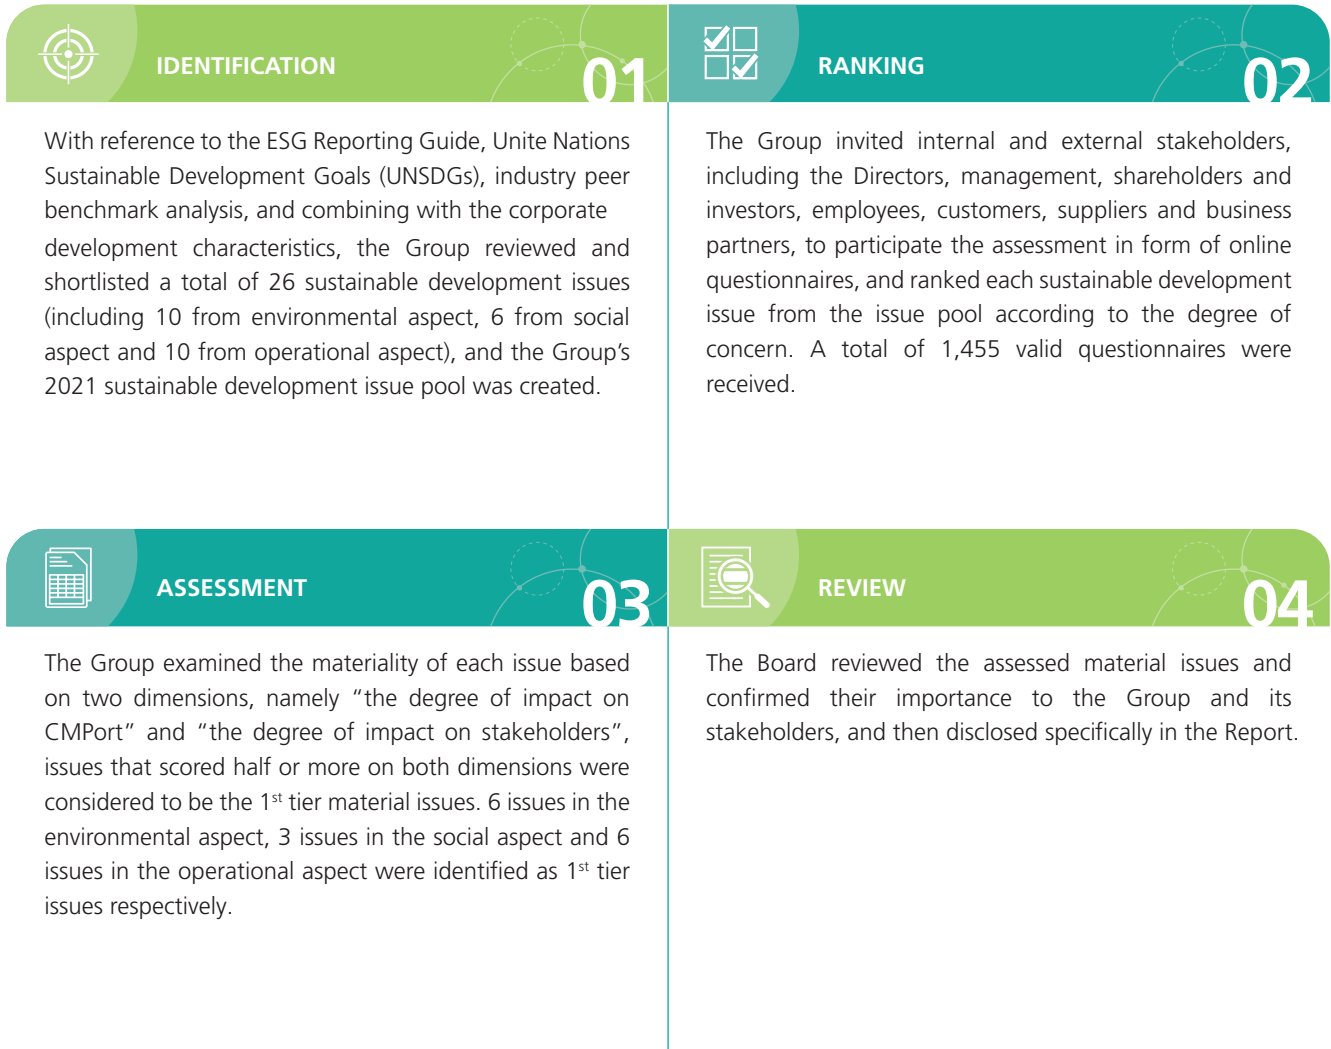 IDENTIFICATION
01
With reference to the ESG Reporting Guide, Unite Nations
Sustainable Development Goals (UNSDGs), industry peer
benchmark analysis, and combining with the corporate
development characteristics, the Group reviewed and
shortlisted a total of 26 sustainable development issues
(including 10 from environmental aspect, 6 from social
aspect and 10 from operational aspect), and the Group's
2021 sustainable development issue pool was created.
RANKING
02
The Group invited internal and external stakeholders,
including the Directors, management, shareholders and
investors, employees, customers, suppliers and business
partners, to participate the assessment in form of online
questionnaires, and ranked each sustainable development
issue from the issue pool according to the degree of
concern. A total of 1,455 valid questionnaires were
received.
ASSESSMENT
03
The Group examined the materiality of each issue based
on two dimensions, namely “the degree of impact on
CMPort” and “the degree of impact on stakeholders”,
issues that scored half or more on both dimensions were
considered to be the 1st tier material issues. 6 issues in the
environmental aspect, 3 issues in the social aspect and 6
issues in the operational aspect were identified as 1st tier
issues respectively.
REVIEW
04
The Board reviewed the assessed material issues and
confirmed their importance to the Group and its
stakeholders, and then disclosed specifically in the Report.